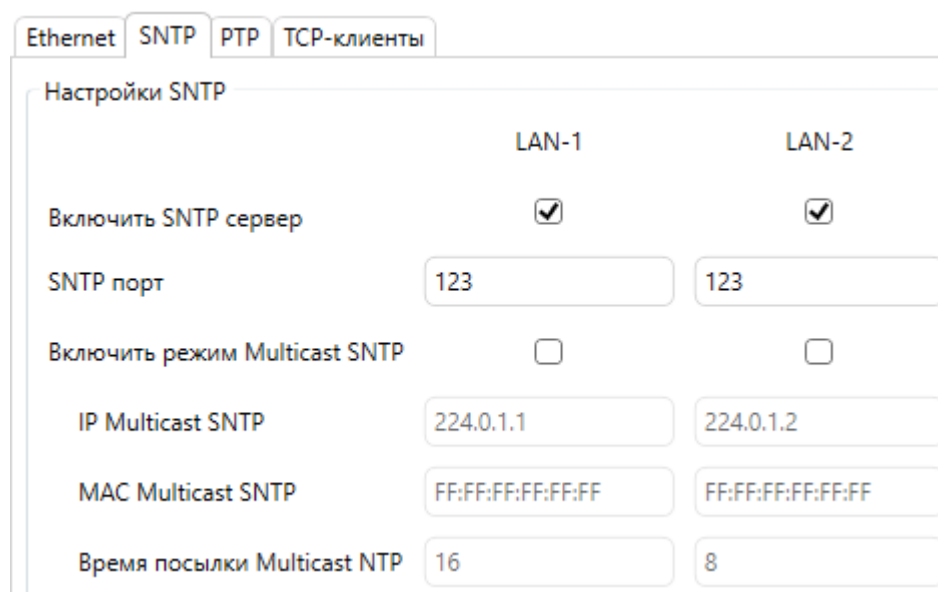 Ethernet SNTP PTP TCP-клиенты
Настройки SNTP
LAN-1 LAN-2
Включить SNTP сервер
SNTP порт 123 123
Включить режим Multicast SNTP
IP Multicast SNTP 224.0.1.1 224.0.1.2
MAC Multicast SNTP FF:FF:FF:FF:FF:FF FF:FF:FF:FF:FF:FF
Время посылки Multicast NTP 16 8